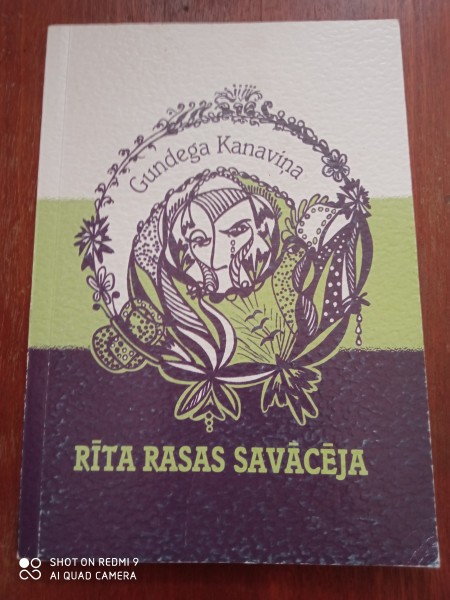 Gundega Kanaviņa
RĪTA RASAS SAVĀCĒJA
SHOT ON REDMI 9
AI QUAD CAMERA